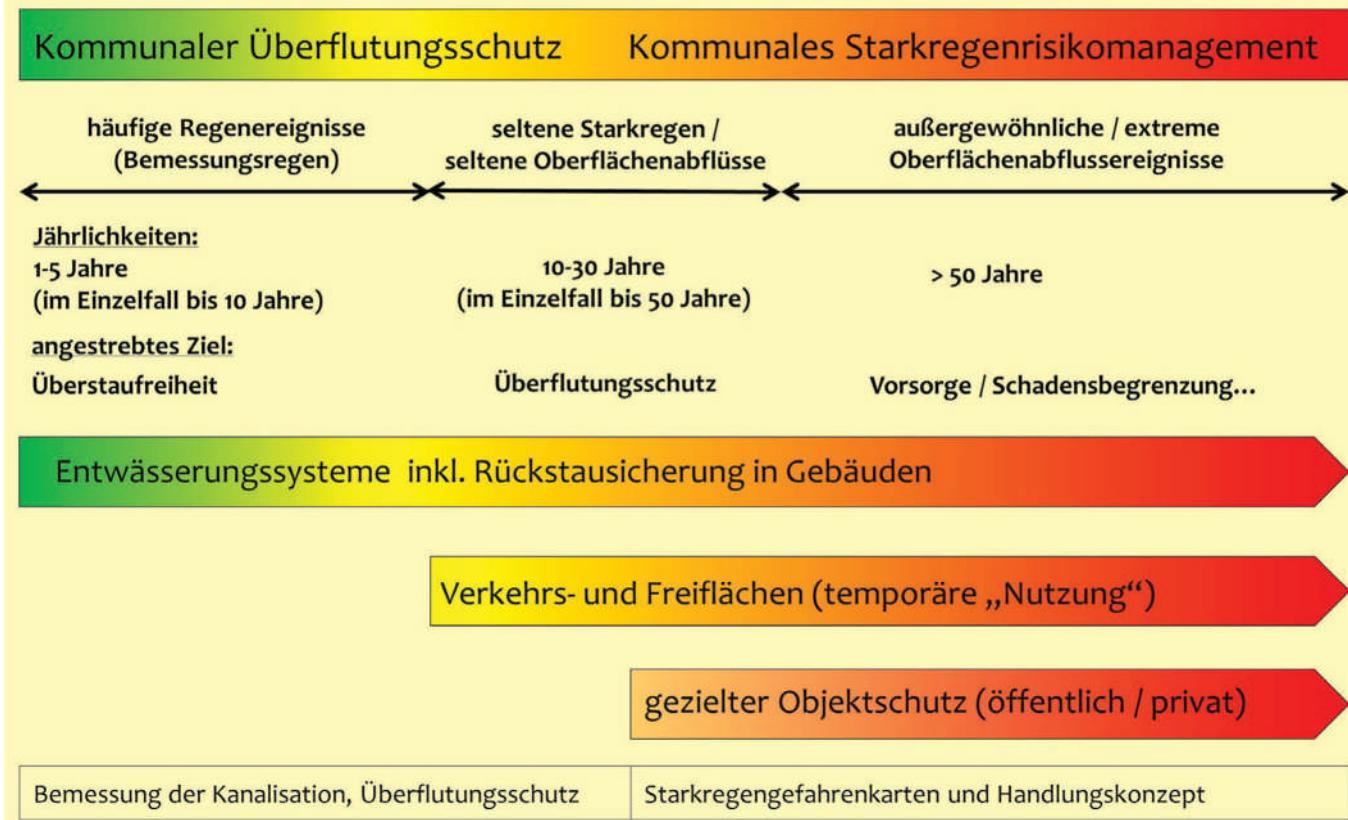 Kommunaler Überflutungsschutz
Kommunales Starkregenrisikomanagement
häufige Regenereignisse
(Bemessungsregen)
seltene Starkregen /
seltene Oberflächenabflüsse
außergewöhnliche / extreme
Oberflächenabflussereignisse
Jährlichkeiten:
1-5 Jahre
(im Einzelfall bis 10 Jahre)
10-30 Jahre
(im Einzelfall bis 50 Jahre)
> 50 Jahre
angestrebtes Ziel:
Überstaufreiheit
Überflutungsschutz
Vorsorge / Schadensbegrenzung...
Entwässerungssysteme inkl. Rückstausicherung in Gebäuden
Verkehrs- und Freiflächen (temporäre „Nutzung“)
gezielter Objektschutz (öffentlich / privat)
Bemessung der Kanalisation, Überflutungsschutz
Starkregengefahrenkarten und Handlungskonzept